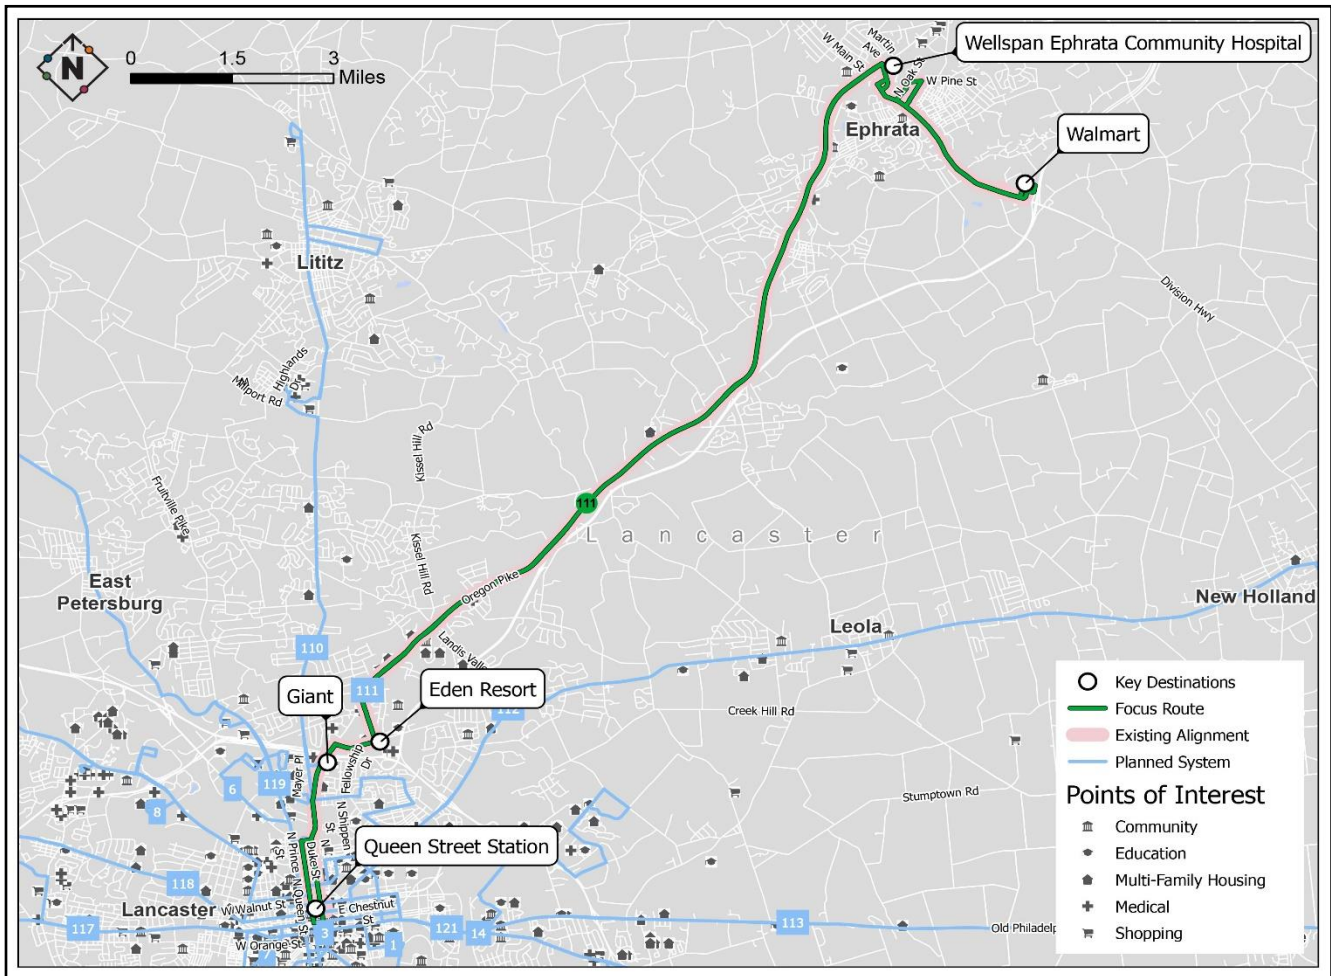 N
0 1.5 3
Miles
Wellspan Ephrata Community Hospital
Martin
Ave
W Main St
N Oak St
W Pine St
Ephrata
Walmart
Lititz
Division Hwy
Highlands
Dr
Millport Rd
Kissel Hill
Rd
Fruitville Pike
111
Lancaster
Kissel Hill Rd
Oregon Pike
East
Petersburg
New Holland
Leola
110
Landis Valle
111
Eden Resort
Giant
112
Creek Hill Rd
Fellowship
Dr
Mayer Pl
119
6
8
Stumptown Rd
N Shippen
St
N
Duke St
N Prince
St
N Queen St
Queen Street Station
118
Lancaster
W Walnut St
E Chestnut
St
117
W Orange St
3
1
7
121
14
113
Old Philadelp
Key Destinations
Focus Route
Existing Alignment
Planned System
Points of Interest
Community
Education
Multi-Family Housing
Medical
Shopping